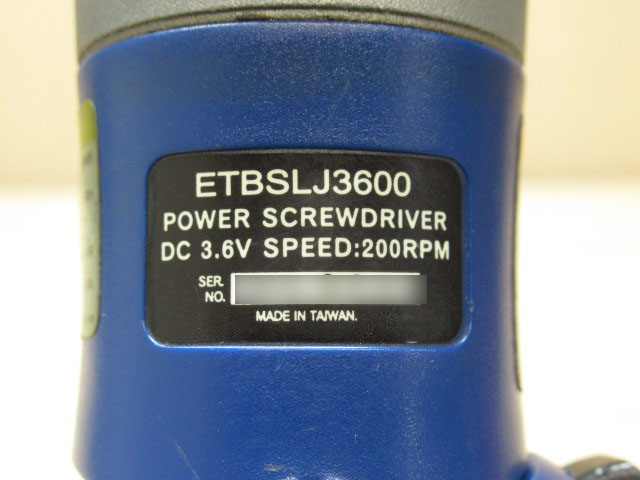 ETBSLJ3600
POWER SCREWDRIVER
DC 3.6V SPEED:200RPM
SER.
NO.
MADE IN TAIWAN.